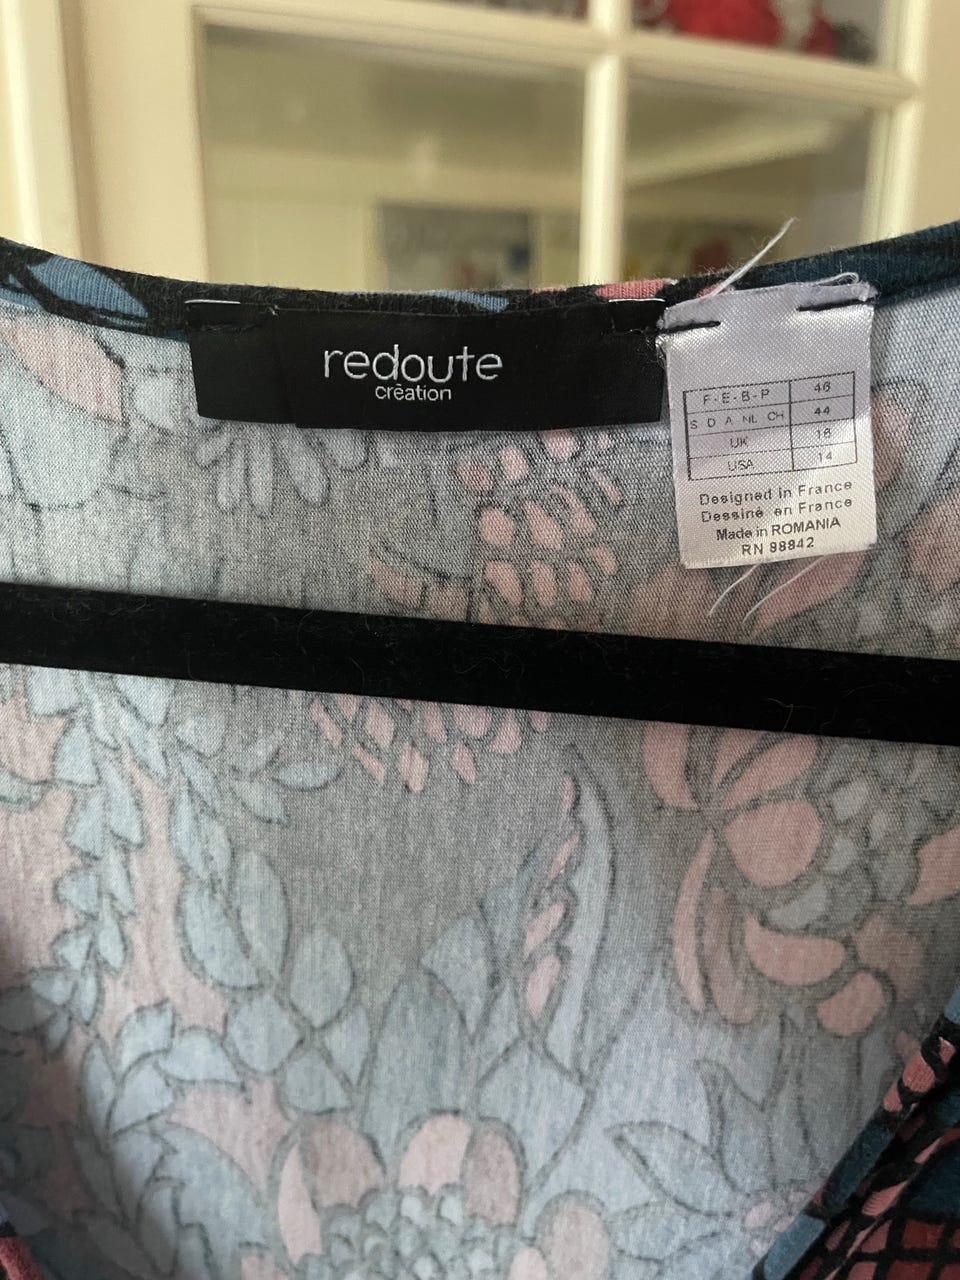 redoute
création
F - E - B - P 46
S D A NL CH 44
UK 16
USA 14
Designed in France
Dessiné en France
Made in ROMANIA
RN 98842